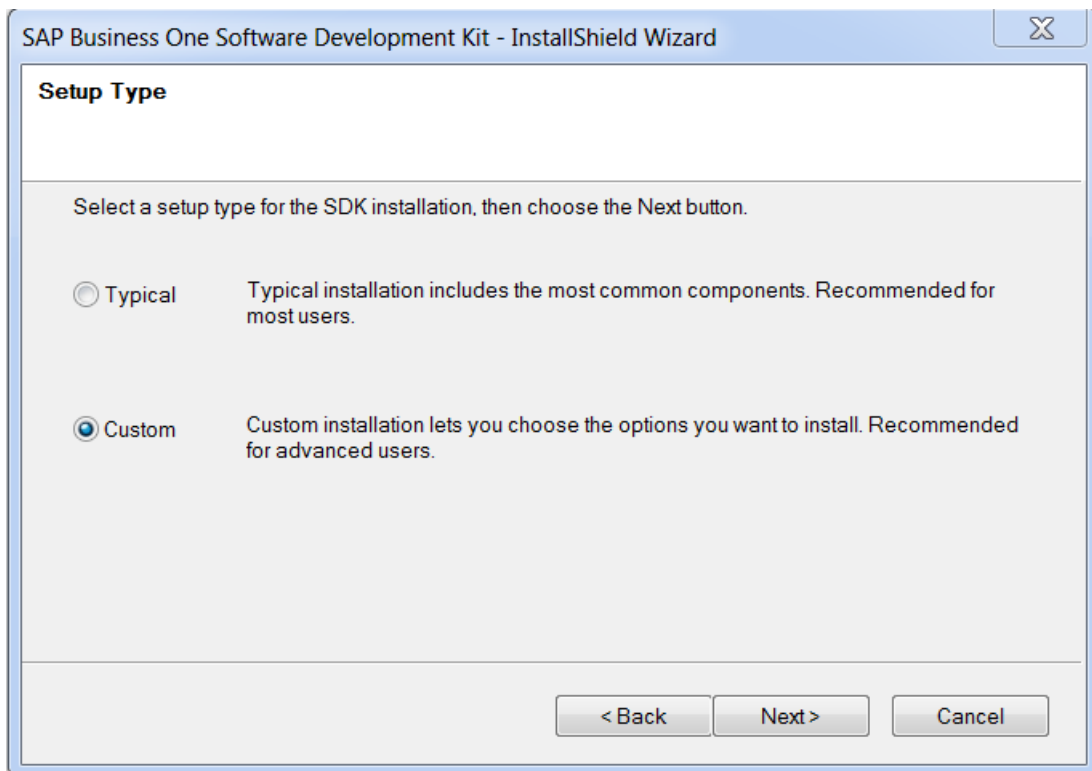 SAP Business One Software Development Kit - InstallShield Wizard
Setup Type
Select a setup type for the SDK installation, then choose the Next button.
Typical
Typical installation includes the most common components. Recommended for
most users.
Custom
Custom installation lets you choose the options you want to install. Recommended
for advanced users.
< Back
Next >
Cancel